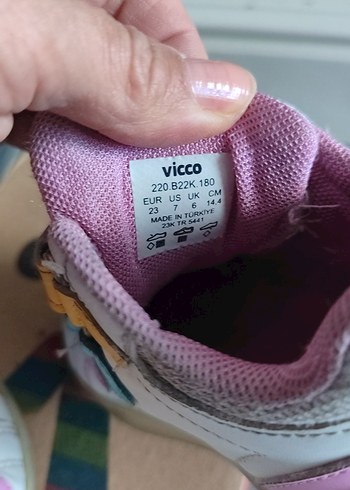 vicco
220.B22K.180
EUR US UK CM
23 7 6 14.4
MADE IN TÜRKİYE
23K TR S441